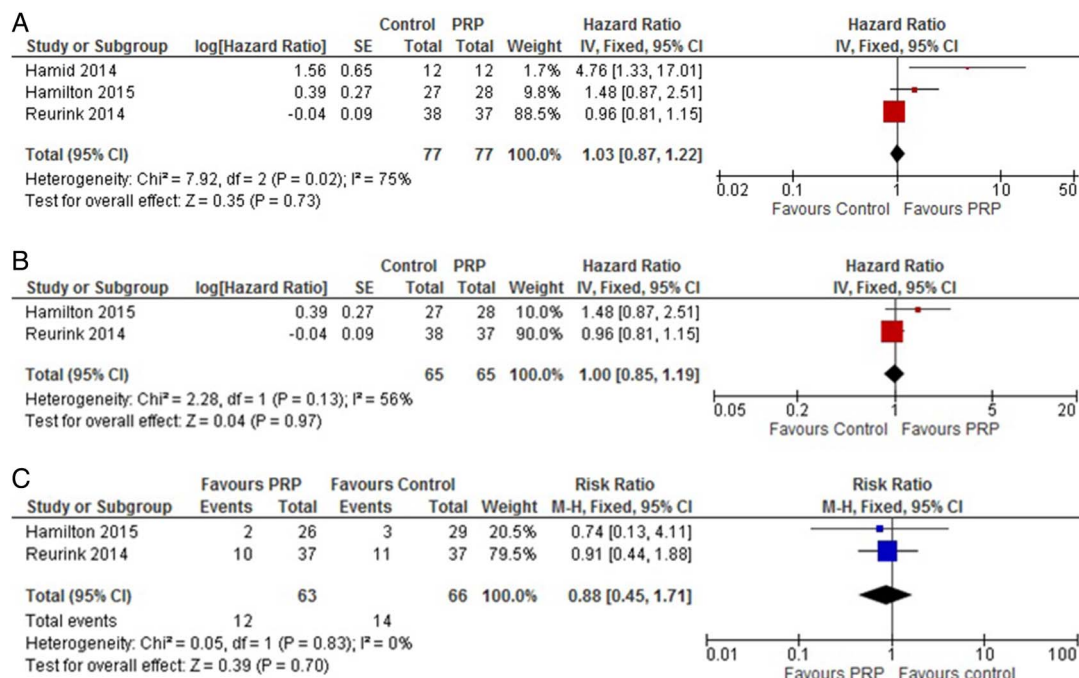 A
Control PRP Hazard Ratio Hazard Ratio
Study or Subgroup log[Hazard Ratio] SE Total Total Weight IV, Fixed, 95% CI IV, Fixed, 95% CI
Hamid 2014 1.56 0.65 12 12 1.7% 4.76 [1.33, 17.01]
Hamilton 2015 0.39 0.27 27 28 9.8% 1.48 [0.87, 2.51]
Reurink 2014 -0.04 0.09 38 37 88.5% 0.96 [0.81, 1.15]
Total (95% CI) 77 77 100.0% 1.03 [0.87, 1.22]
Heterogeneity: Chi² = 7.92, df = 2 (P = 0.02); I² = 75%
Test for overall effect: Z = 0.35 (P = 0.73)
0.02 0.1 1 10 50
Favours Control Favours PRP
B
Control PRP Hazard Ratio Hazard Ratio
Study or Subgroup log[Hazard Ratio] SE Total Total Weight IV, Fixed, 95% CI IV, Fixed, 95% CI
Hamilton 2015 0.39 0.27 27 28 10.0% 1.48 [0.87, 2.51]
Reurink 2014 -0.04 0.09 38 37 90.0% 0.96 [0.81, 1.15]
Total (95% CI) 65 65 100.0% 1.00 [0.85, 1.19]
Heterogeneity: Chi² = 2.28, df = 1 (P = 0.13); I² = 56%
Test for overall effect: Z = 0.04 (P = 0.97)
0.05 0.2 1 5 20
Favours Control Favours PRP
C
Favours PRP Favours Control Risk Ratio Risk Ratio
Study or Subgroup Events Total Events Total Weight M-H, Fixed, 95% CI M-H, Fixed, 95% CI
Hamilton 2015 2 26 3 29 20.5% 0.74 [0.13, 4.11]
Reurink 2014 10 37 11 37 79.5% 0.91 [0.44, 1.88]
Total (95% CI) 63 66 100.0% 0.88 [0.45, 1.71]
Total events 12 14
Heterogeneity: Chi² = 0.05, df = 1 (P = 0.83); I² = 0%
Test for overall effect: Z = 0.39 (P = 0.70)
0.01 0.1 1 10 100
Favours PRP Favours control